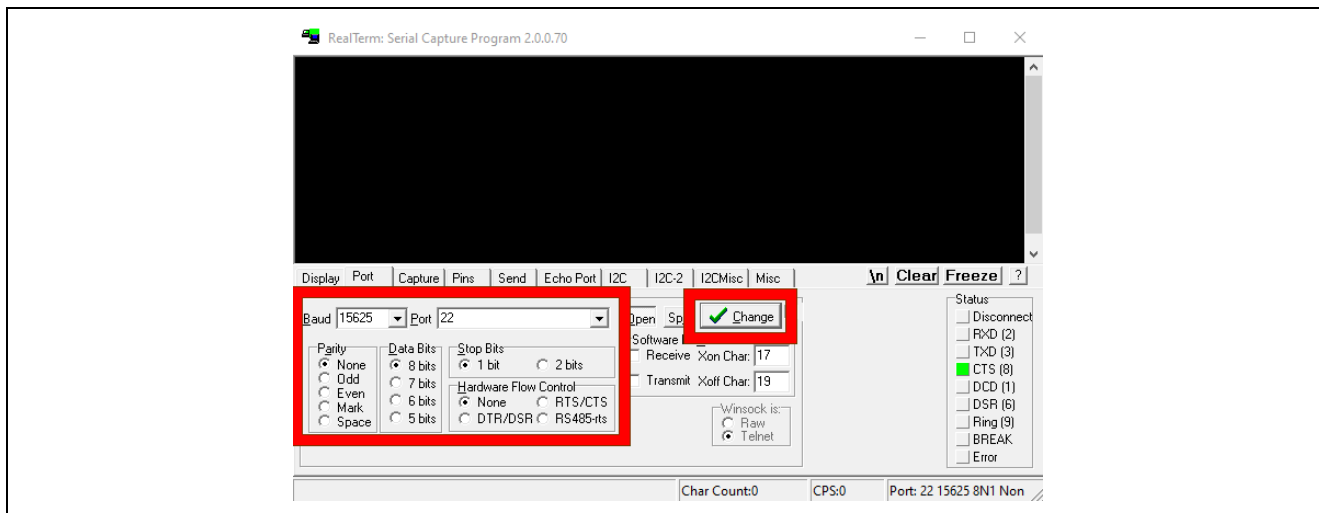 RealTerm: Serial Capture Program 2.0.0.70
Display Port Capture Pins Send Echo Port I2C I2C-2 I2CMisc Misc \n Clear Freeze ?
Baud 15625 Port 22 Open Change
Status
Disconnect
RXD (2)
TXD (3)
CTS (8)
DCD (1)
DSR (6)
Ring (9)
BREAK
Error
Parity
None
Odd
Even
Mark
Space
Data Bits
8 bits
7 bits
6 bits
5 bits
Stop Bits
1 bit 2 bits
Hardware Flow Control
None RTS/CTS
DTR/DSR RS485-rts
Software
Receive Xon Char: 17
Transmit Xoff Char: 19
Winsock is:
Raw
Telnet
Char Count:0 CPS:0 Port: 22 15625 8N1 Non